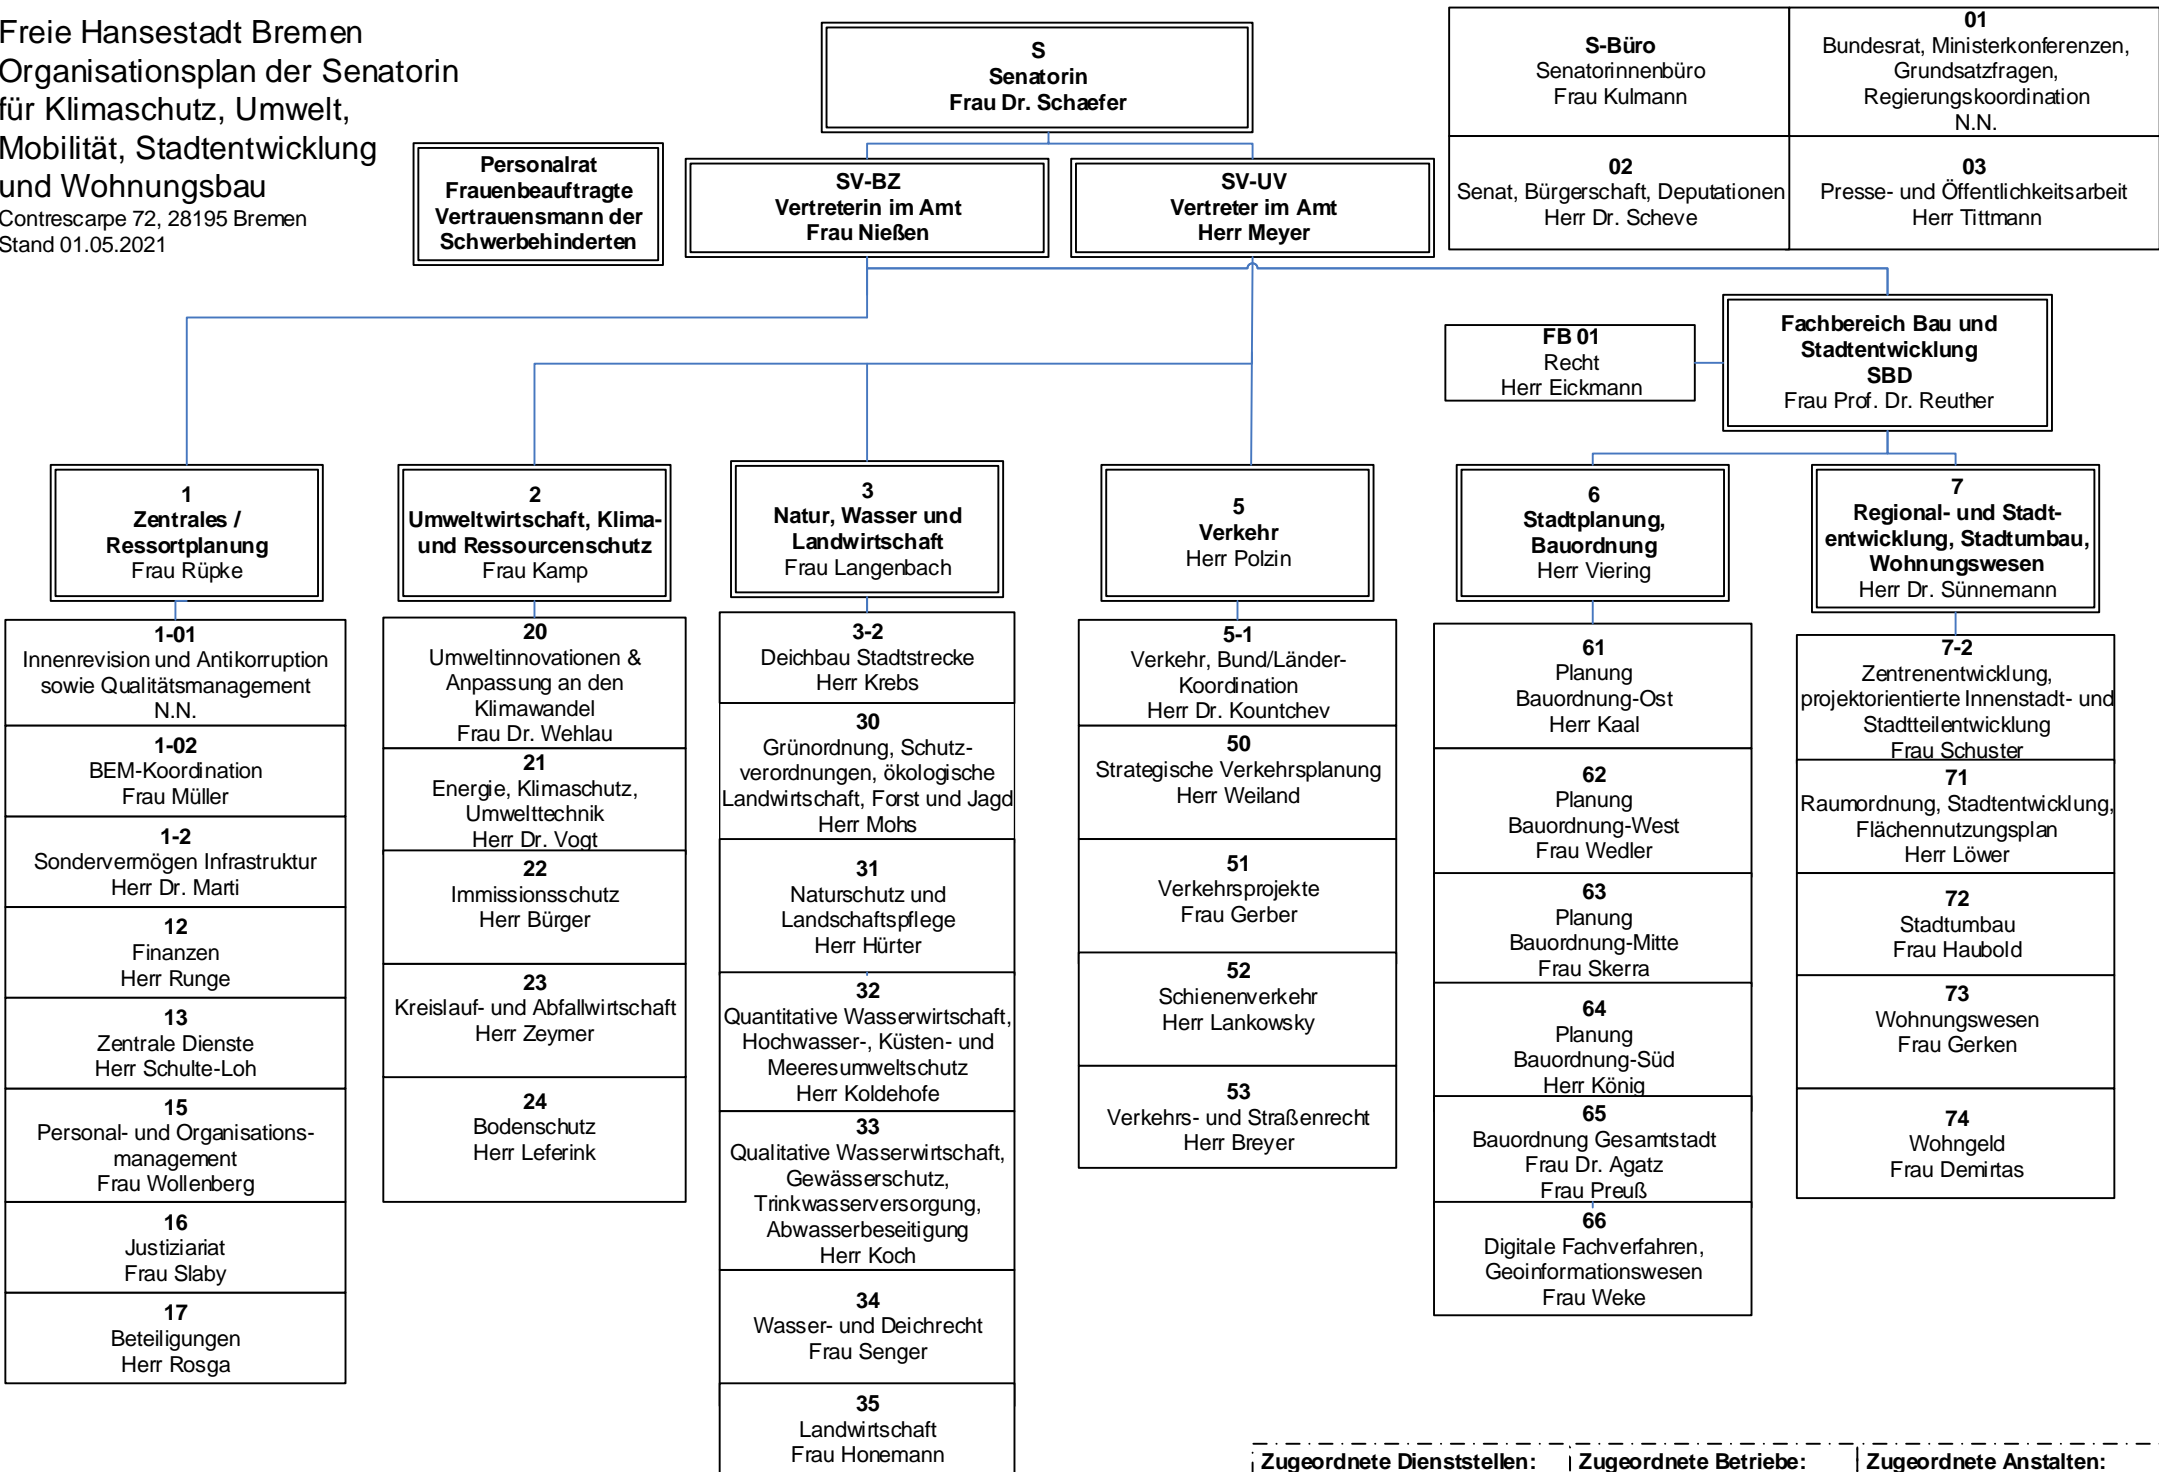 Freie Hansestadt Bremen
Organisationsplan der Senatorin
für Klimaschutz, Umwelt,
Mobilität, Stadtentwicklung
und Wohnungsbau
Contrescarpe 72, 28195 Bremen
Stand 01.05.2021
Personalrat
Frauenbeauftragte
Vertrauensmann der
Schwerbehinderten
S
Senatorin
Frau Dr. Schaefer
SV-BZ
Vertreterin im Amt
Frau Nießen
SV-UV
Vertreter im Amt
Herr Meyer
S-Büro
Senatorinnenbüro
Frau Kulmann
01
Bundesrat, Ministerkonferenzen,
Grundsatzfragen,
Regierungskoordination
N.N.
02
Senat, Bürgerschaft, Deputationen
Herr Dr. Scheve
03
Presse- und Öffentlichkeitsarbeit
Herr Tittmann
FB 01
Recht
Herr Eickmann
Fachbereich Bau und
Stadtentwicklung
SBD
Frau Prof. Dr. Reuther
1
Zentrales /
Ressortplanung
Frau Rüpke
1-01
Innenrevision und Antikorruption
sowie Qualitätsmanagement
N.N.
1-02
BEM-Koordination
Frau Müller
1-2
Sondervermögen Infrastruktur
Herr Dr. Marti
12
Finanzen
Herr Runge
13
Zentrale Dienste
Herr Schulte-Loh
15
Personal- und Organisations-
management
Frau Wollenberg
16
Justiziariat
Frau Slaby
17
Beteiligungen
Herr Rosga
2
Umweltwirtschaft, Klima-
und Ressourcenschutz
Frau Kamp
20
Umweltinnovationen &
Anpassung an den
Klimawandel
Frau Dr. Wehlau
21
Energie, Klimaschutz,
Umwelttechnik
Herr Dr. Vogt
22
Immissionsschutz
Herr Bürger
23
Kreislauf- und Abfallwirtschaft
Herr Zeymer
24
Bodenschutz
Herr Leferink
3
Natur, Wasser und
Landwirtschaft
Frau Langenbach
3-2
Deichbau Stadtstrecke
Herr Krebs
30
Grünordnung, Schutz-
verordnungen, ökologische
Landwirtschaft, Forst und Jagd
Herr Mohs
31
Naturschutz und
Landschaftspflege
Herr Hürter
32
Quantitative Wasserwirtschaft,
Hochwasser-, Küsten- und
Meeresumweltschutz
Herr Koldehofe
33
Qualitative Wasserwirtschaft,
Gewässerschutz,
Trinkwasserversorgung,
Abwasserbeseitigung
Herr Koch
34
Wasser- und Deichrecht
Frau Senger
35
Landwirtschaft
Frau Honemann
5
Verkehr
Herr Polzin
5-1
Verkehr, Bund/Länder-
Koordination
Herr Dr. Kountchev
50
Strategische Verkehrsplanung
Herr Weiland
51
Verkehrsprojekte
Frau Gerber
52
Schienenverkehr
Herr Lankowsky
53
Verkehrs- und Straßenrecht
Herr Breyer
6
Stadtplanung,
Bauordnung
Herr Viering
61
Planung
Bauordnung-Ost
Herr Kaal
62
Planung
Bauordnung-West
Frau Wedler
63
Planung
Bauordnung-Mitte
Frau Skerra
64
Planung
Bauordnung-Süd
Herr König
65
Bauordnung Gesamtstadt
Frau Dr. Agatz
Frau Preuß
66
Digitale Fachverfahren,
Geoinformationswesen
Frau Weke
7
Regional- und Stadt-
entwicklung, Stadtumbau,
Wohnungswesen
Herr Dr. Sünnemann
7-2
Zentrenentwicklung,
projektorientierte Innenstadt- und
Stadtteilentwicklung
Frau Schuster
71
Raumordnung, Stadtentwicklung,
Flächennutzungsplan
Herr Löwer
72
Stadtumbau
Frau Haubold
73
Wohnungswesen
Frau Gerken
74
Wohngeld
Frau Demirtas
Zugeordnete Dienststellen:
Zugeordnete Betriebe:
Zugeordnete Anstalten: